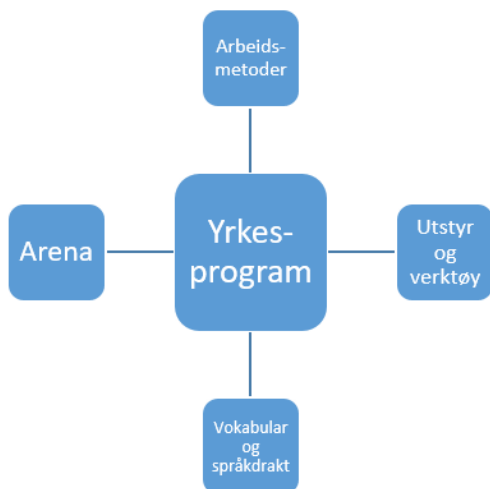 Arbeids-
metoder
Arena
Yrkes-
program
Utstyr
og
verktøy
Vokabular
og
språkdrakt